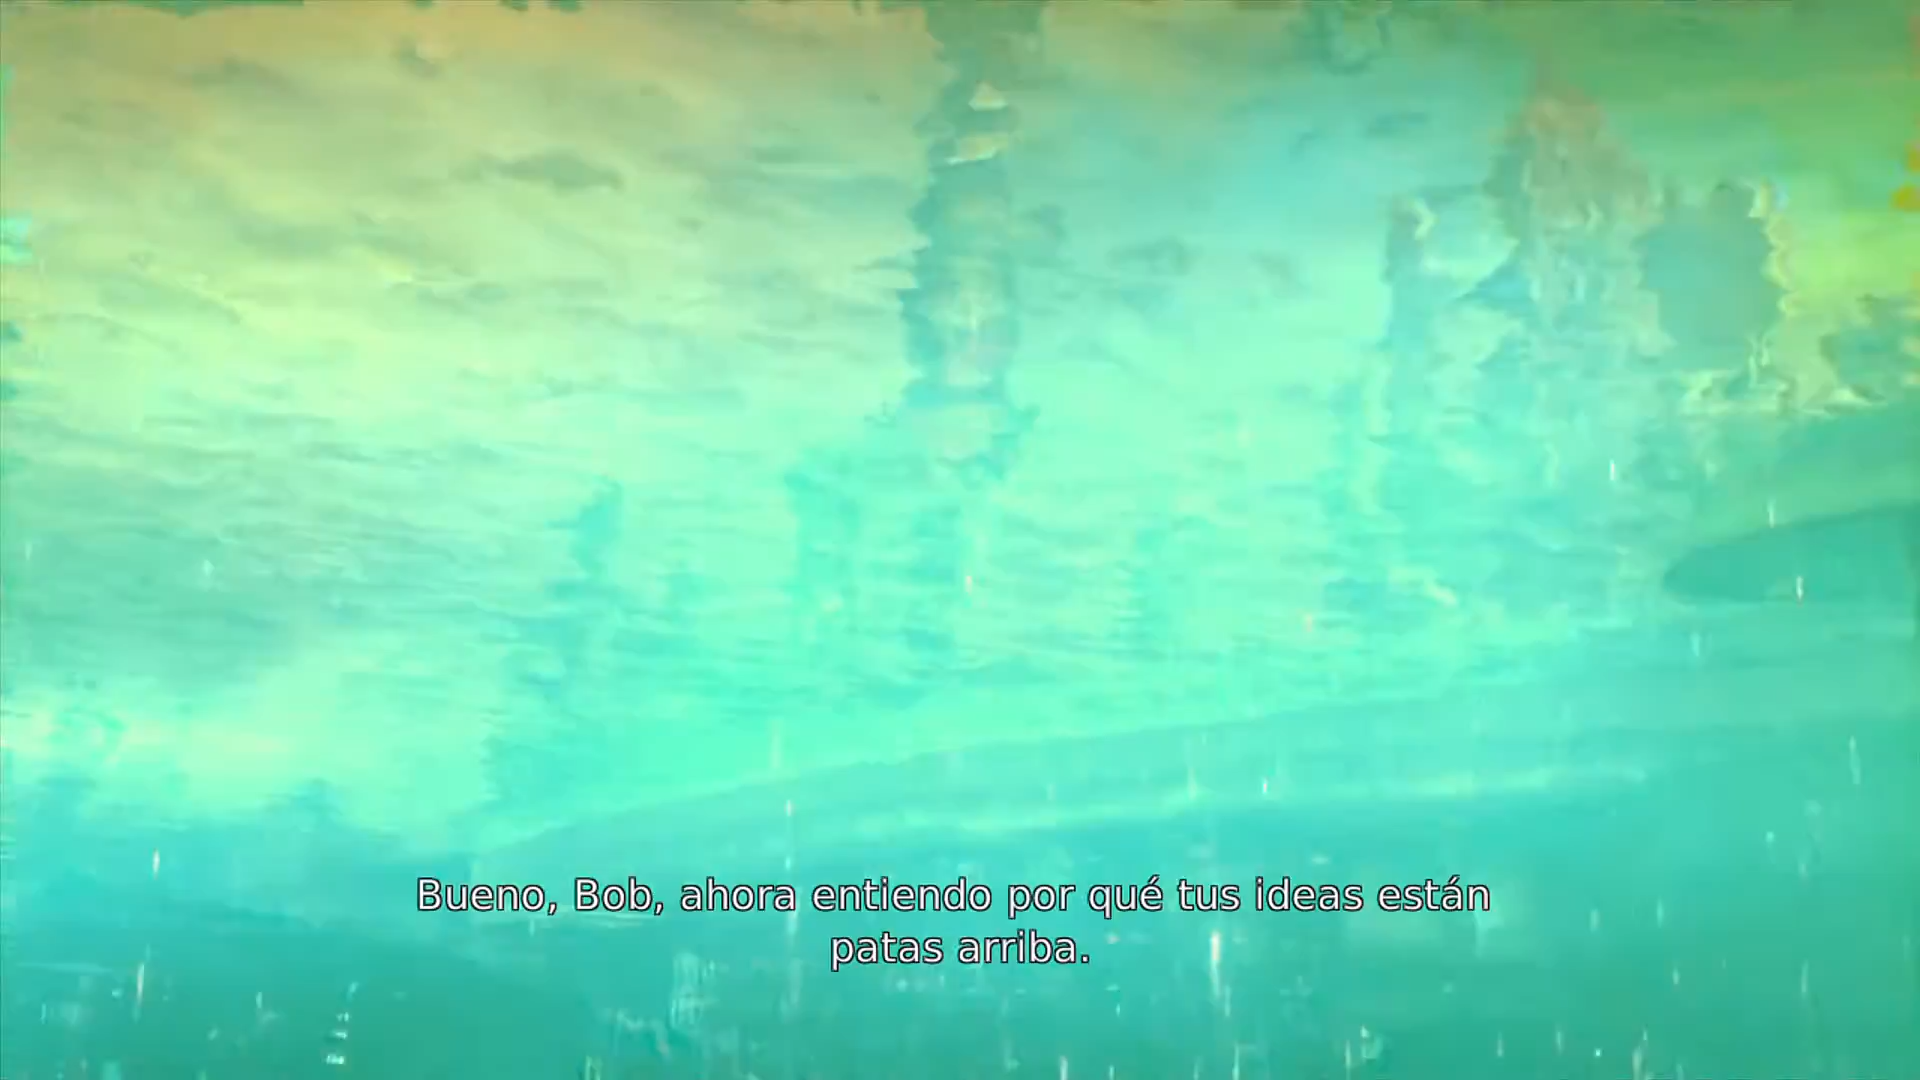 Bueno, Bob, ahora entiendo por qué tus ideas están
patas arriba.